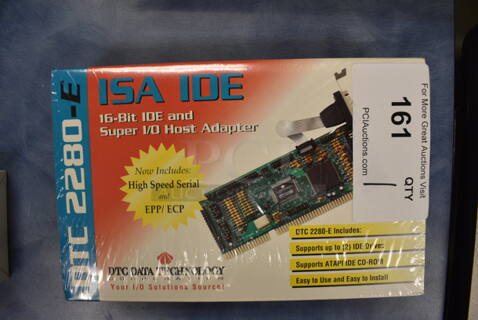 ISA IDE
16-Bit IDE and
Super I/O Host Adapter
DTC 2280-E
Now Includes:
High Speed Serial
and
EPP/ ECP
DTC DATA TECHNOLOGY
Your I/O Solutions Source!
DTC 2280-E Includes:
Supports up to (2) IDE Drives
Supports ATAPI IDE CD-ROM
Easy to Use and Easy to Install
For More Great Auctions Visit
PCIAuctions.com
161
QTY
1
PCI